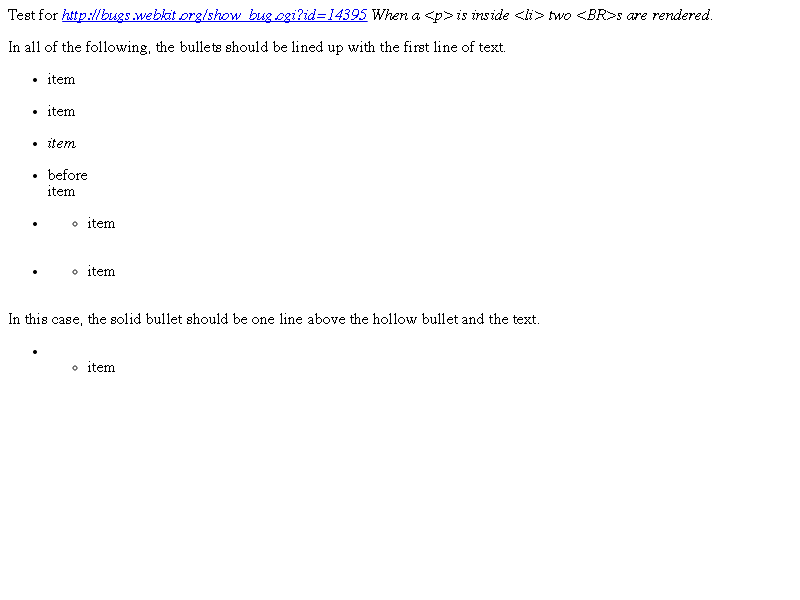 Test for http://bugs.webkit.org/show_bug.cgi?id=14395 When a <p> is inside <li> two <BR>s are rendered.
In all of the following, the bullets should be lined up with the first line of text.
• item
• item
• item
• before
item
• ◦ item
• ◦ item
In this case, the solid bullet should be one line above the hollow bullet and the text.
•
◦ item